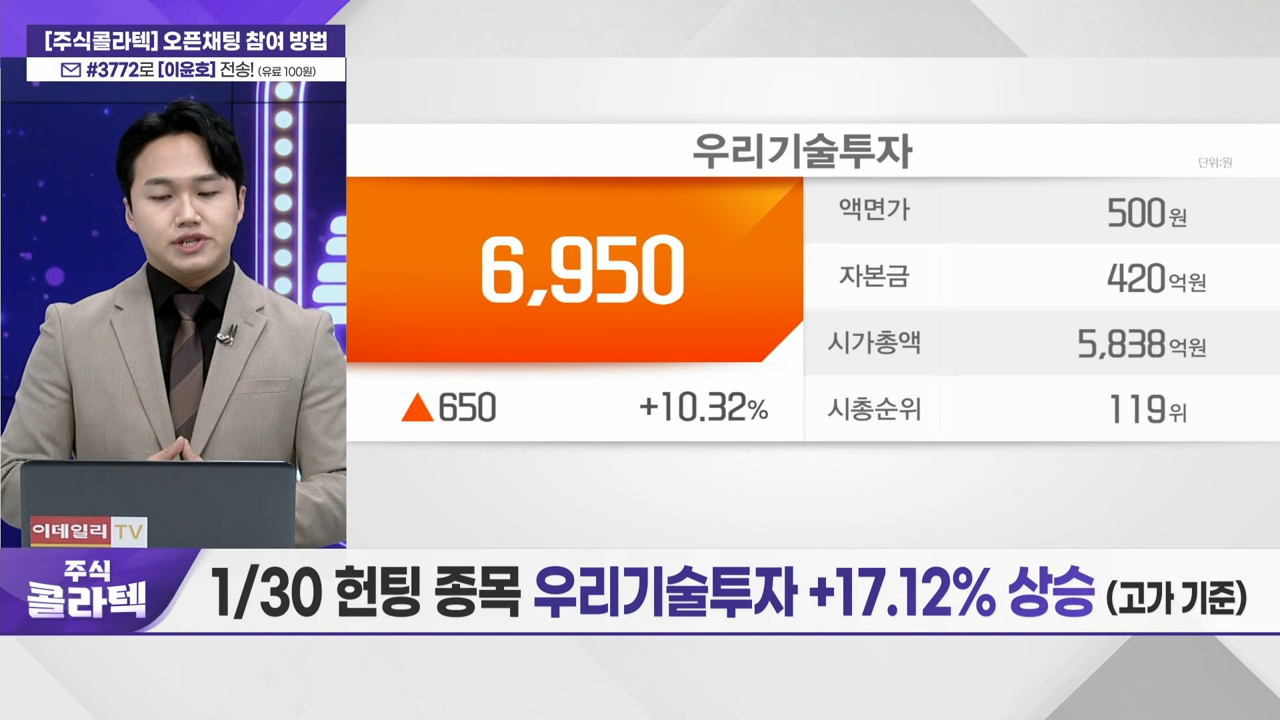 [주식콜라텍] 오픈채팅 참여 방법
#3772로 [이윤호] 전송! (유료 100원)
우리기술투자
단위:원
6,950
▲650 +10.32%
액면가 500원
자본금 420억원
시가총액 5,838억원
시총순위 119위
이데일리 TV
주식
콜라텍
1/30 헌팅 종목 우리기술투자 +17.12% 상승 (고가 기준)